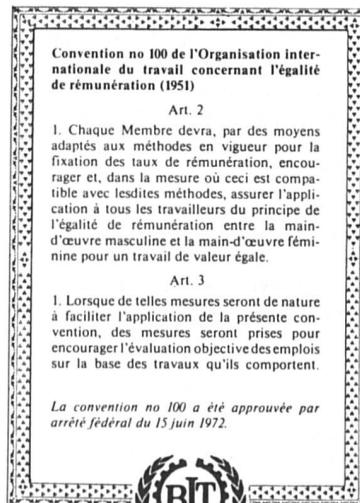 Convention no 100 de l'Organisation inter-
nationale du travail concernant l'égalité
de rémunération (1951)
Art. 2
1. Chaque Membre devra, par des moyens
adaptés aux méthodes en vigueur pour la
fixation des taux de rémunération, encou-
rager et, dans la mesure où ceci est compa-
tible avec lesdites méthodes, assurer l'appli-
cation à tous les travailleurs du principe de
l'égalité de rémunération entre la main-
d'œuvre masculine et la main-d'œuvre fémi-
nine pour un travail de valeur égale.
Art. 3
1. Lorsque de telles mesures seront de nature
à faciliter l'application de la présente con-
vention, des mesures seront prises pour
encourager l'évaluation objective des emplois
sur la base des travaux qu'ils comportent.
La convention no 100 a été approuvée par
arrêté fédéral du 15 juin 1972.
BIT